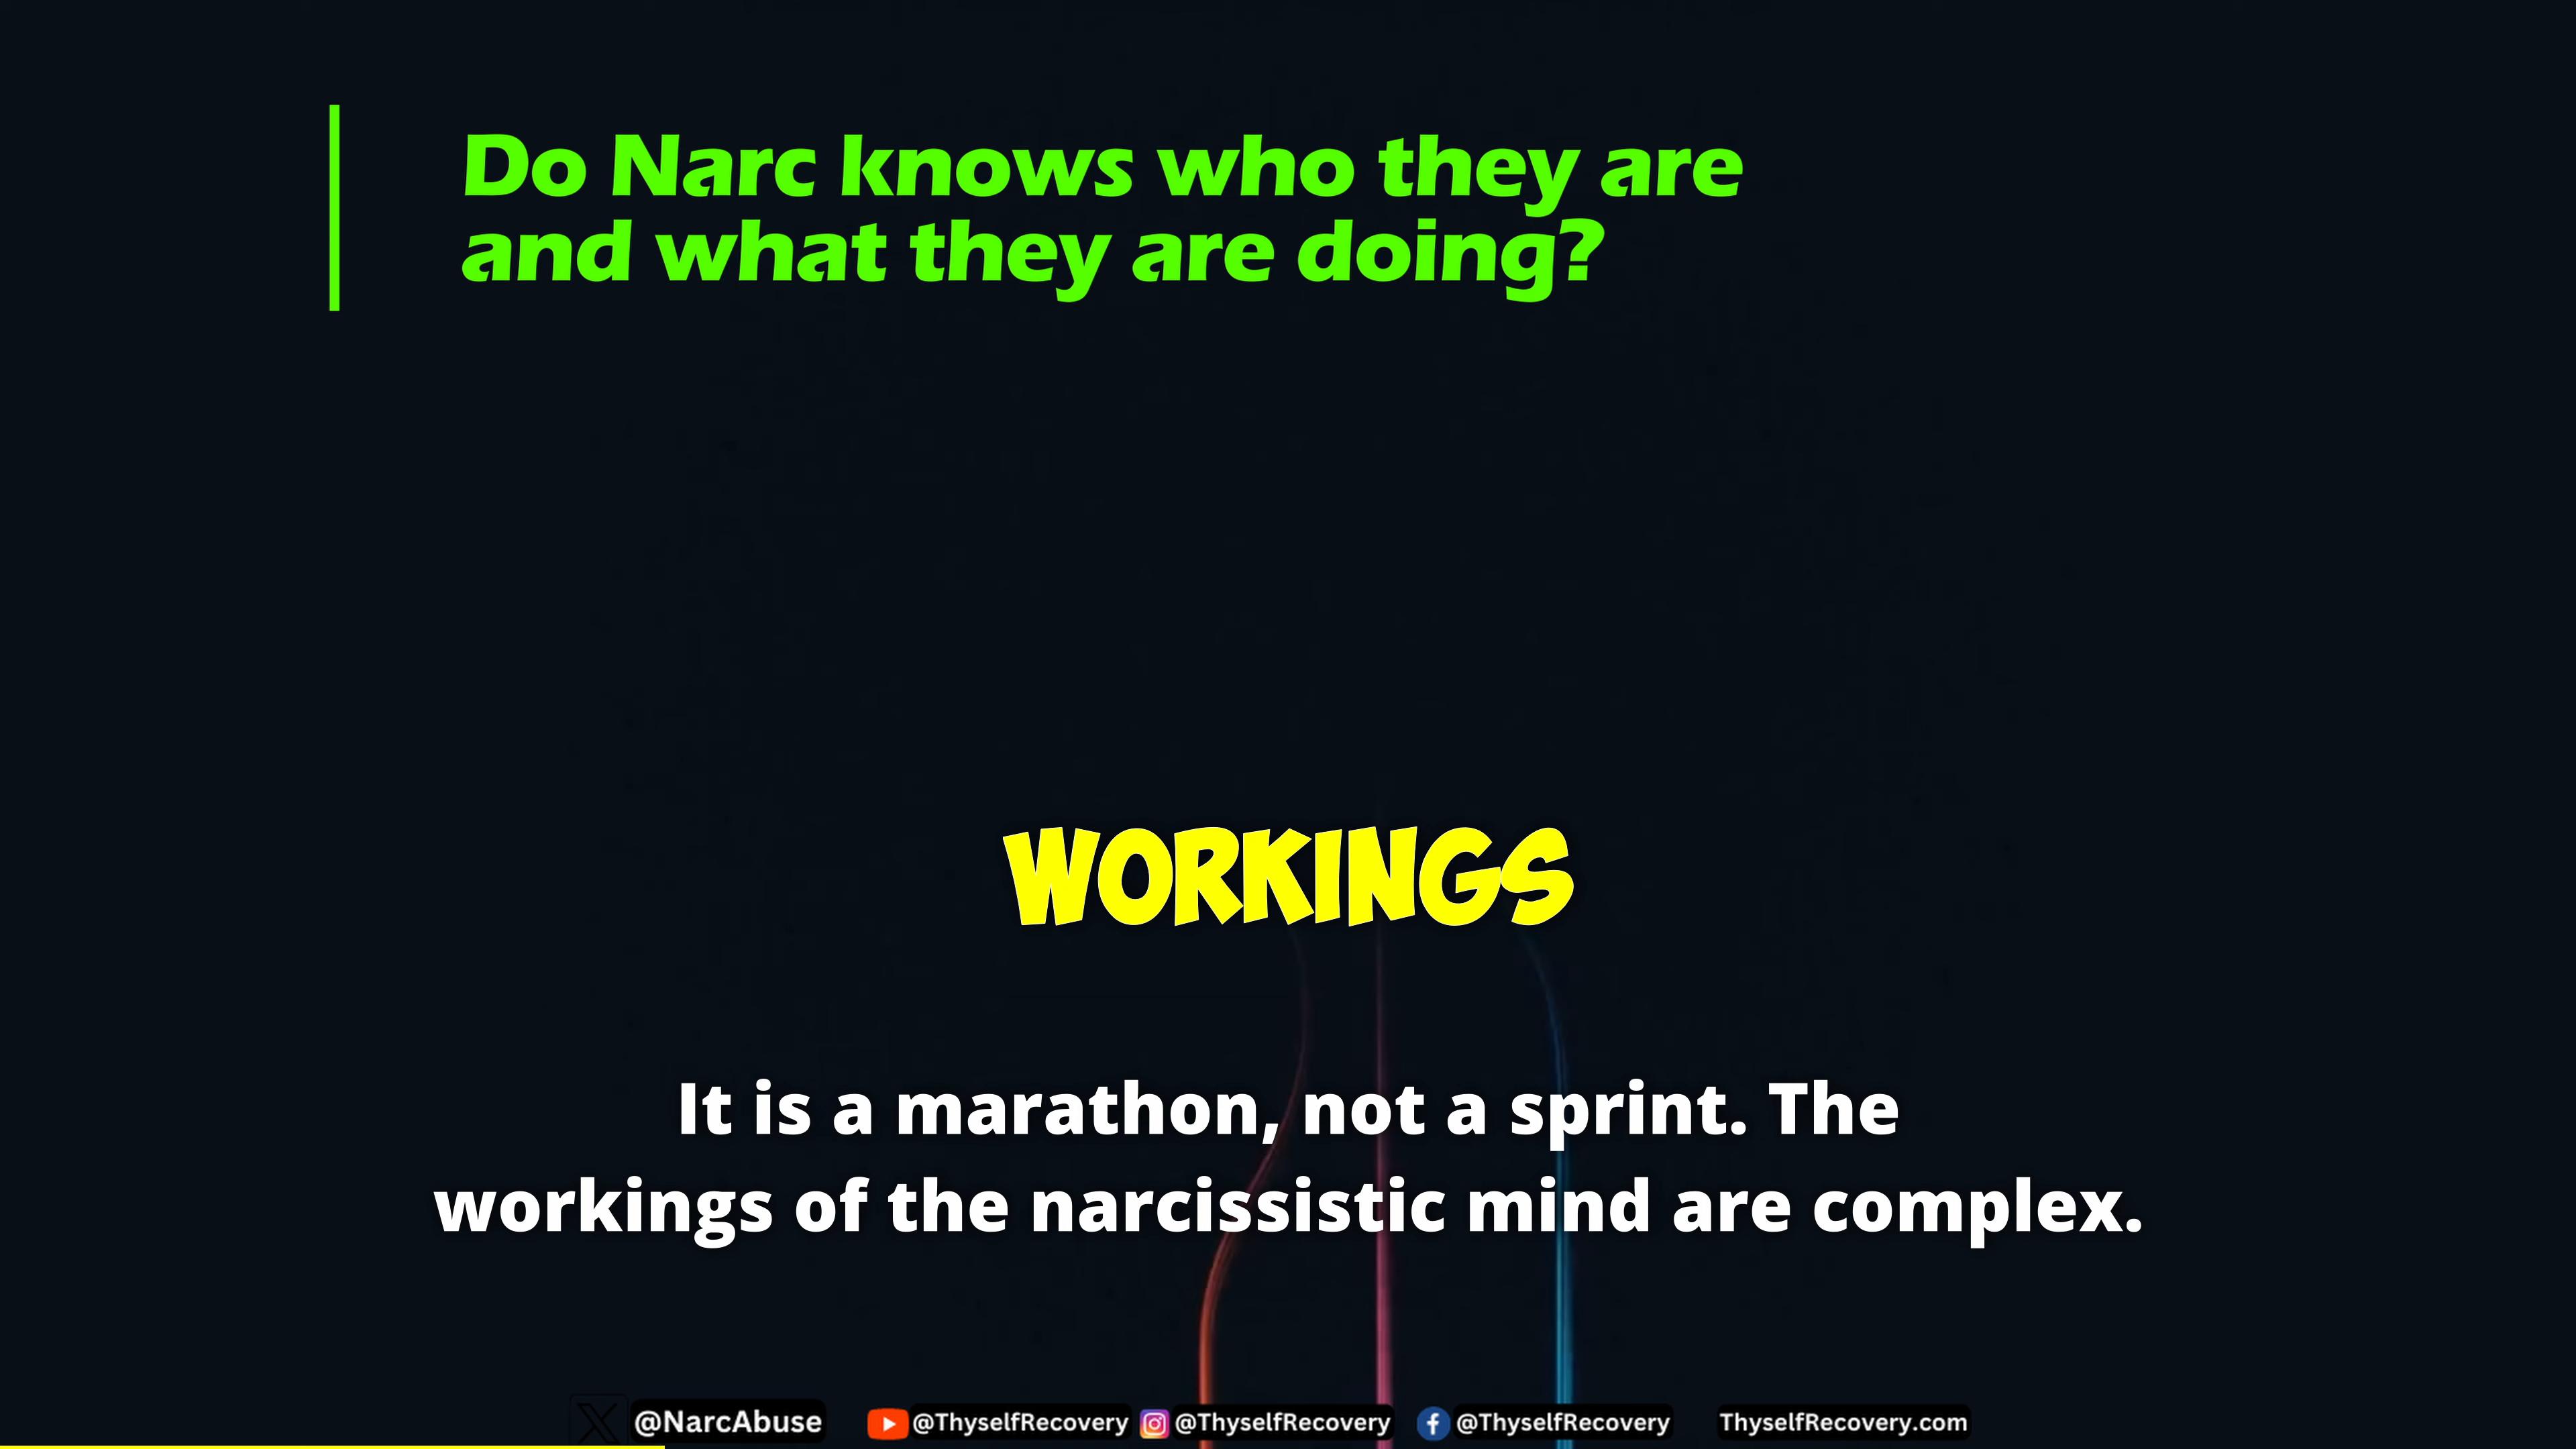 Do Narc knows who they are
and what they are doing?
WORKINGS
It is a marathon, not a sprint. The
workings of the narcissistic mind are complex.
@NarcAbuse @ThyselfRecovery @ThyselfRecovery @ThyselfRecovery ThyselfRecovery.com